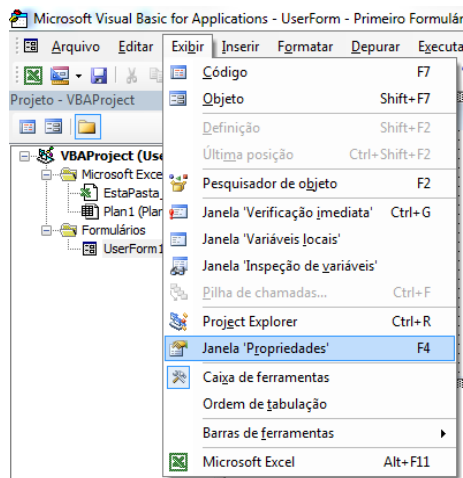 Microsoft Visual Basic for Applications - UserForm - Primeiro Formulár
Arquivo Editar Exibir Inserir Formatar Depurar Executa
Projeto - VBAProject
VBAProject (Use
Microsoft Exce
EstaPasta_
Plan1 (Plan
Formulários
UserForm1
Código F7
Objeto Shift+F7
Definição Shift+F2
Última posição Ctrl+Shift+F2
Pesquisador de objeto F2
Janela 'Verificação imediata' Ctrl+G
Janela 'Variáveis locais'
Janela 'Inspeção de variáveis'
Pilha de chamadas... Ctrl+F
Project Explorer Ctrl+R
Janela 'Propriedades' F4
Caixa de ferramentas
Ordem de tabulação
Barras de ferramentas
Microsoft Excel Alt+F11